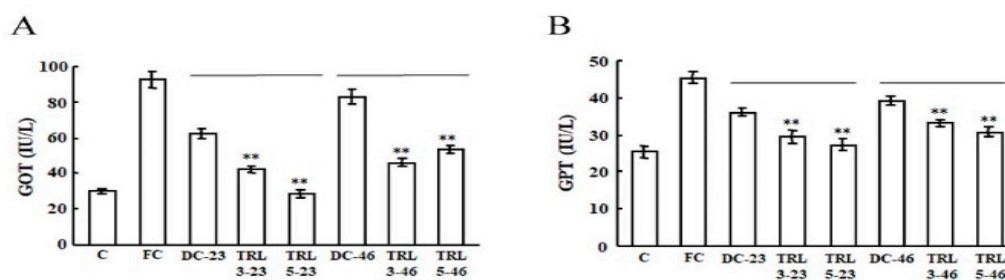 A
GOT (IU/L)
100
80
60
40
20
0
**
**
**
**
C FC DC-23 TRL TRL DC-46 TRL TRL
3-23 5-23 3-46 5-46
B
GPT (IU/L)
50
40
30
20
10
0
**
**
**
**
C FC DC-23 TRL TRL DC-46 TRL TRL
3-23 5-23 3-46 5-46